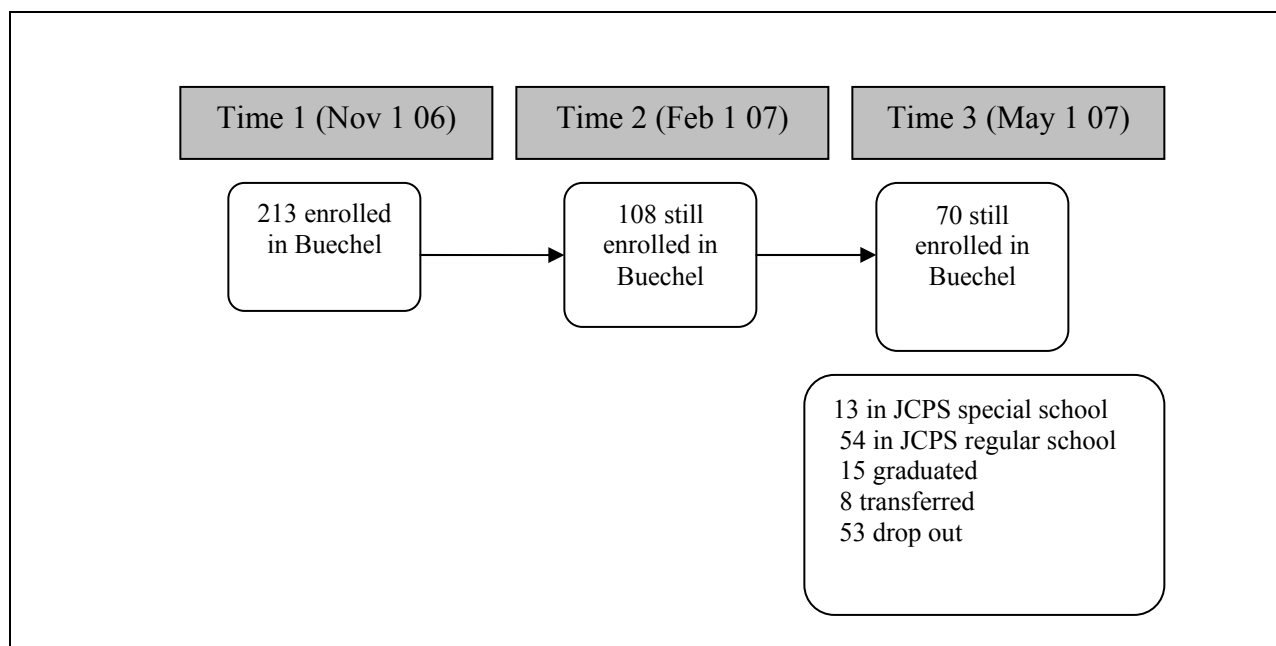 Time 1 (Nov 1 06)
Time 2 (Feb 1 07)
Time 3 (May 1 07)
213 enrolled
in Buechel
108 still
enrolled in
Buechel
70 still
enrolled in
Buechel
13 in JCPS special school
54 in JCPS regular school
15 graduated
8 transferred
53 drop out